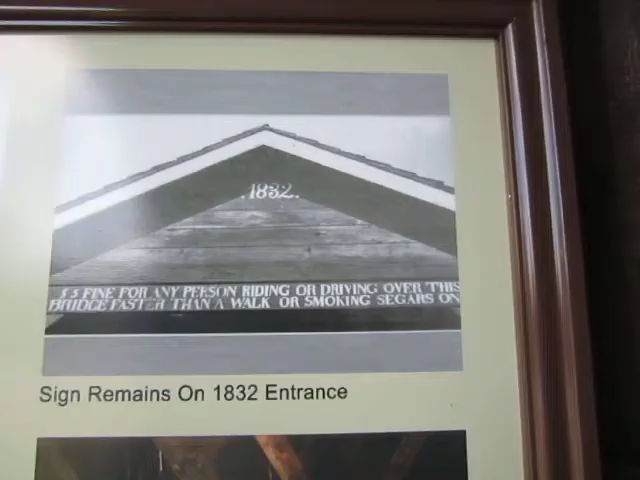 .1832.
$5 FINE FOR ANY PERSON RIDING OR DRIVING OVER THIS
BRIDGE FASTER THAN A WALK OR SMOKING SEGARS ON
Sign Remains On 1832 Entrance